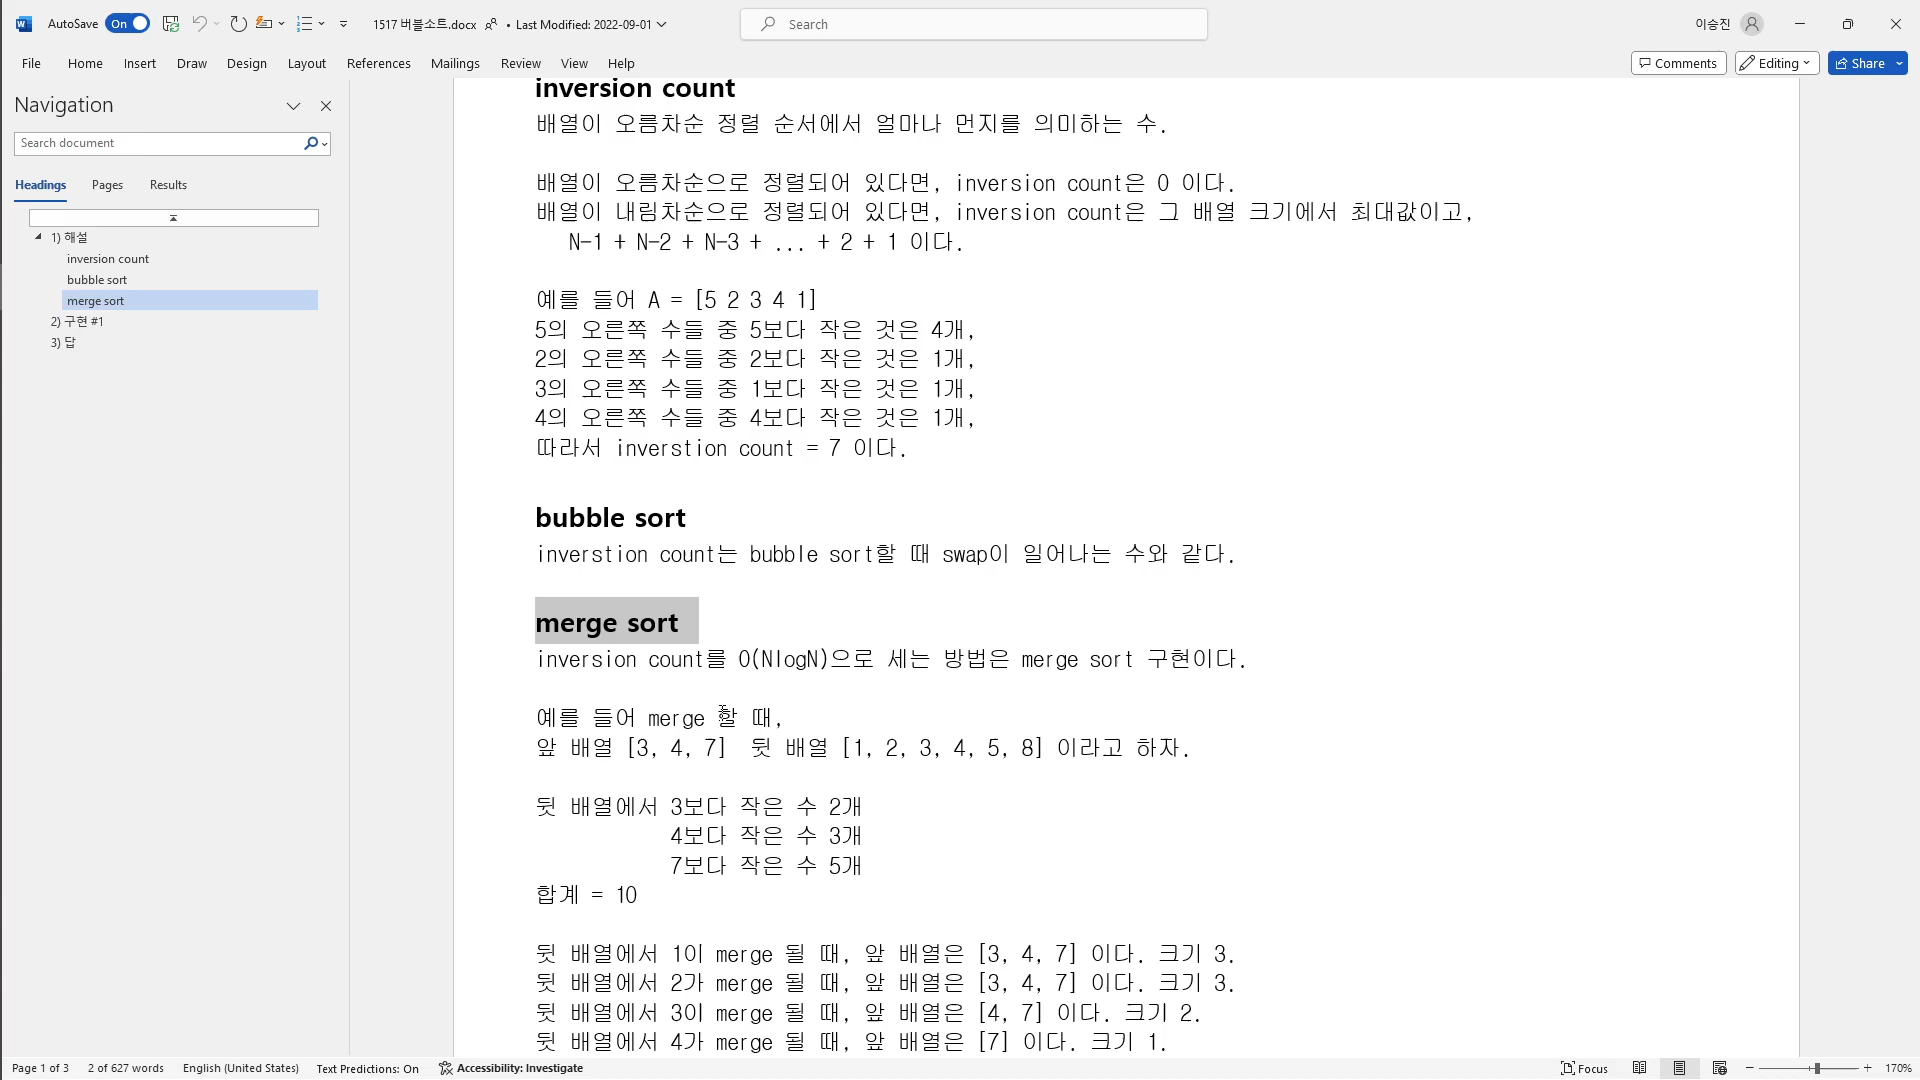 AutoSave On 1517 버블소트.docx • Last Modified: 2022-09-01 Search 이승진
File Home Insert Draw Design Layout References Mailings Review View Help Comments Editing Share
Navigation
Search document
Headings Pages Results
1) 해설
inversion count
bubble sort
merge sort
2) 구현 #1
3) 답
inversion count
배열이 오름차순 정렬 순서에서 얼마나 먼지를 의미하는 수.
배열이 오름차순으로 정렬되어 있다면, inversion count은 0 이다.
배열이 내림차순으로 정렬되어 있다면, inversion count은 그 배열 크기에서 최대값이고,
N-1 + N-2 + N-3 + ... + 2 + 1 이다.
예를 들어 A = [5 2 3 4 1]
5의 오른쪽 수들 중 5보다 작은 것은 4개,
2의 오른쪽 수들 중 2보다 작은 것은 1개,
3의 오른쪽 수들 중 1보다 작은 것은 1개,
4의 오른쪽 수들 중 4보다 작은 것은 1개,
따라서 inverstion count = 7 이다.
bubble sort
inverstion count는 bubble sort할 때 swap이 일어나는 수와 같다.
merge sort
inversion count를 O(NlogN)으로 세는 방법은 merge sort 구현이다.
예를 들어 merge 할 때,
앞 배열 [3, 4, 7] 뒷 배열 [1, 2, 3, 4, 5, 8] 이라고 하자.
뒷 배열에서 3보다 작은 수 2개
4보다 작은 수 3개
7보다 작은 수 5개
합계 = 10
뒷 배열에서 1이 merge 될 때, 앞 배열은 [3, 4, 7] 이다. 크기 3.
뒷 배열에서 2가 merge 될 때, 앞 배열은 [3, 4, 7] 이다. 크기 3.
뒷 배열에서 3이 merge 될 때, 앞 배열은 [4, 7] 이다. 크기 2.
뒷 배열에서 4가 merge 될 때, 앞 배열은 [7] 이다. 크기 1.
Page 1 of 3 2 of 627 words English (United States) Text Predictions: On Accessibility: Investigate Focus 170%